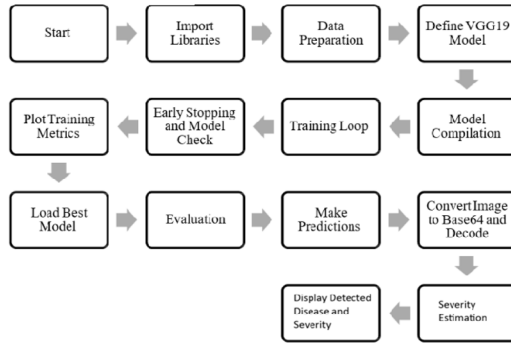 Start
Import
Libraries
Data
Preparation
Define VGG19
Model
Model
Compilation
Training Loop
Early Stopping
and Model
Check
Plot Training
Metrics
Load Best
Model
Evaluation
Make
Predictions
Convert Image
to Base64 and
Decode
Severity
Estimation
Display Detected
Disease and
Severity